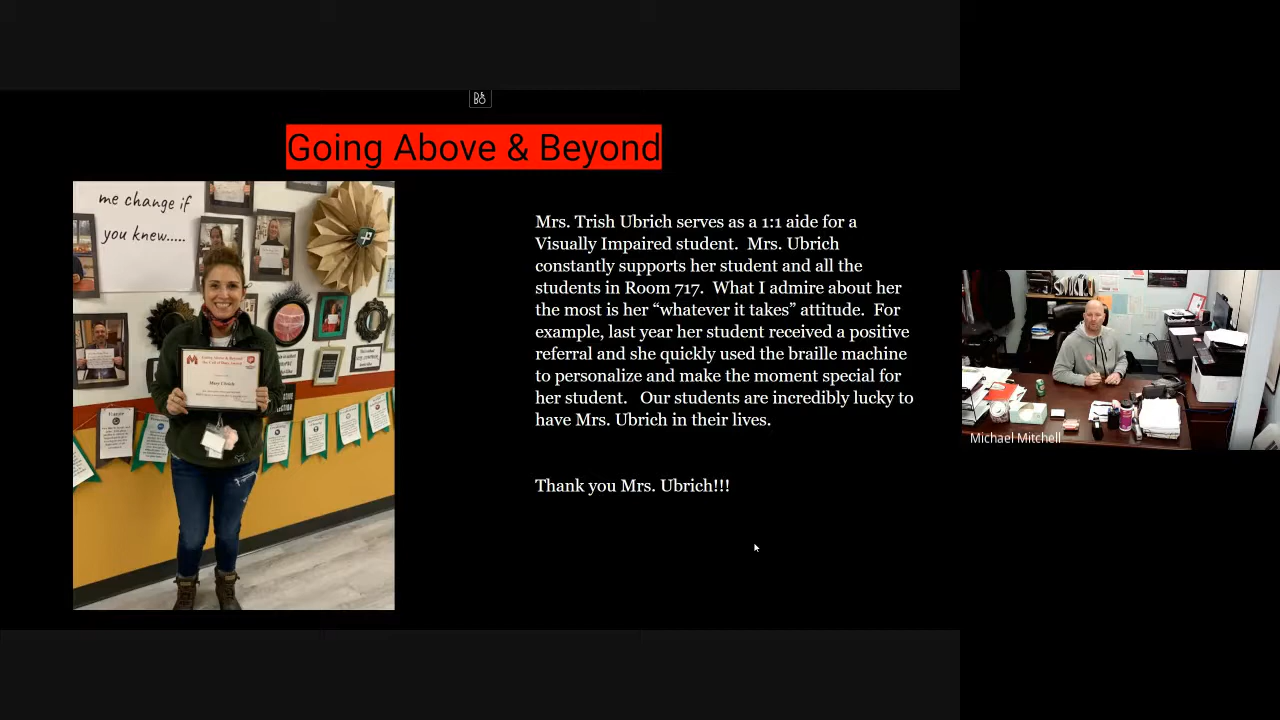 D&
BO
Going Above & Beyond
me change if
you knew.....
Going Above & Beyond
Mrs. Trish Ubrich serves as a 1:1 aide for a
Visually Impaired student.  Mrs. Ubrich
constantly supports her student and all the
students in Room 717.  What I admire about her
the most is her “whatever it takes” attitude.  For
example, last year her student received a positive
referral and she quickly used the braille machine
to personalize and make the moment special for
her student.   Our students are incredibly lucky to
have Mrs. Ubrich in their lives.
Thank you Mrs. Ubrich!!!
Michael Mitchell